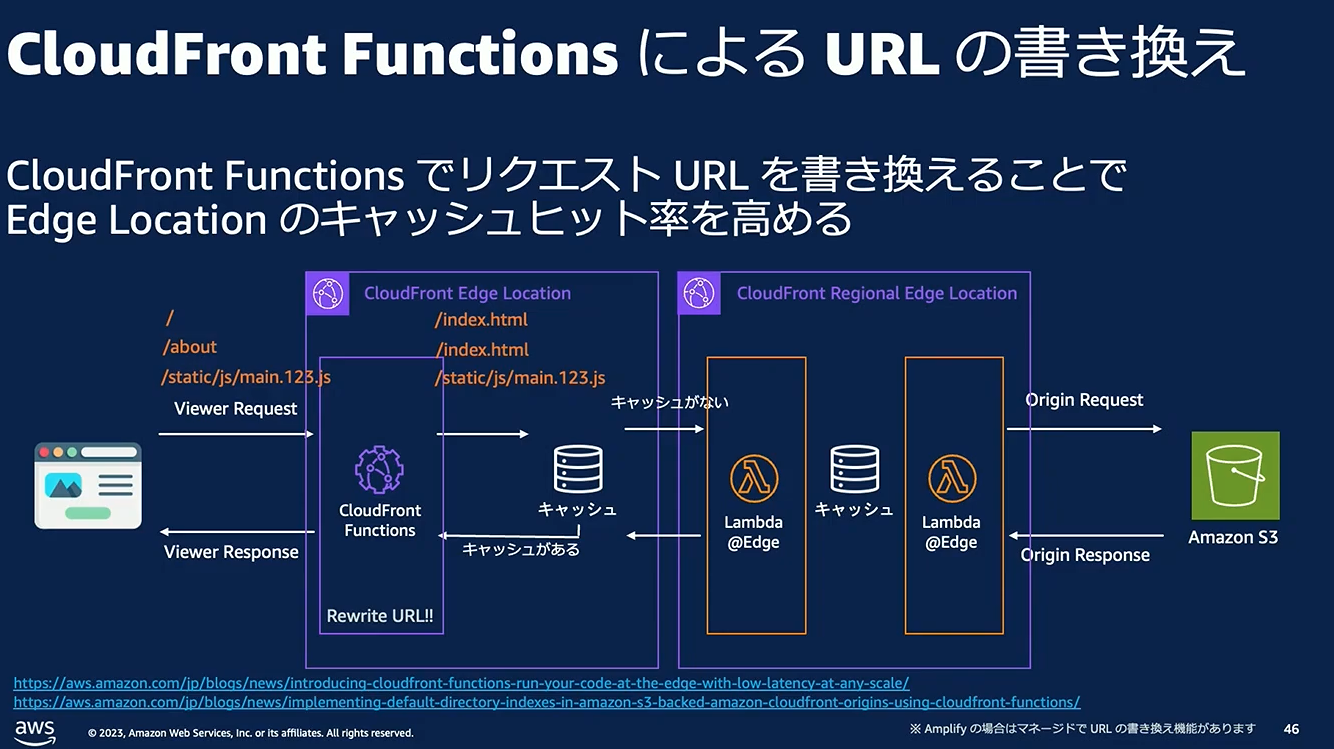 CloudFront Functions による URL の書き換え
CloudFront Functions でリクエスト URL を書き換えることで
Edge Location のキャッシュヒット率を高める
CloudFront Edge Location
CloudFront Regional Edge Location
/
/about
/static/js/main.123.js
/index.html
/index.html
/static/js/main.123.js
Viewer Request
キャッシュがない
Origin Request
CloudFront
Functions
キャッシュ
Lambda
@Edge
キャッシュ
Lambda
@Edge
Amazon S3
Viewer Response
キャッシュがある
Origin Response
Rewrite URL!!
https://aws.amazon.com/jp/blogs/news/introducing-cloudfront-functions-run-your-code-at-the-edge-with-low-latency-at-any-scale/
https://aws.amazon.com/jp/blogs/news/implementing-default-directory-indexes-in-amazon-s3-backed-amazon-cloudfront-origins-using-cloudfront-functions/
aws
© 2023, Amazon Web Services, Inc. or its affiliates. All rights reserved.
※ Amplify の場合はマネージドで URL の書き換え機能があります
46